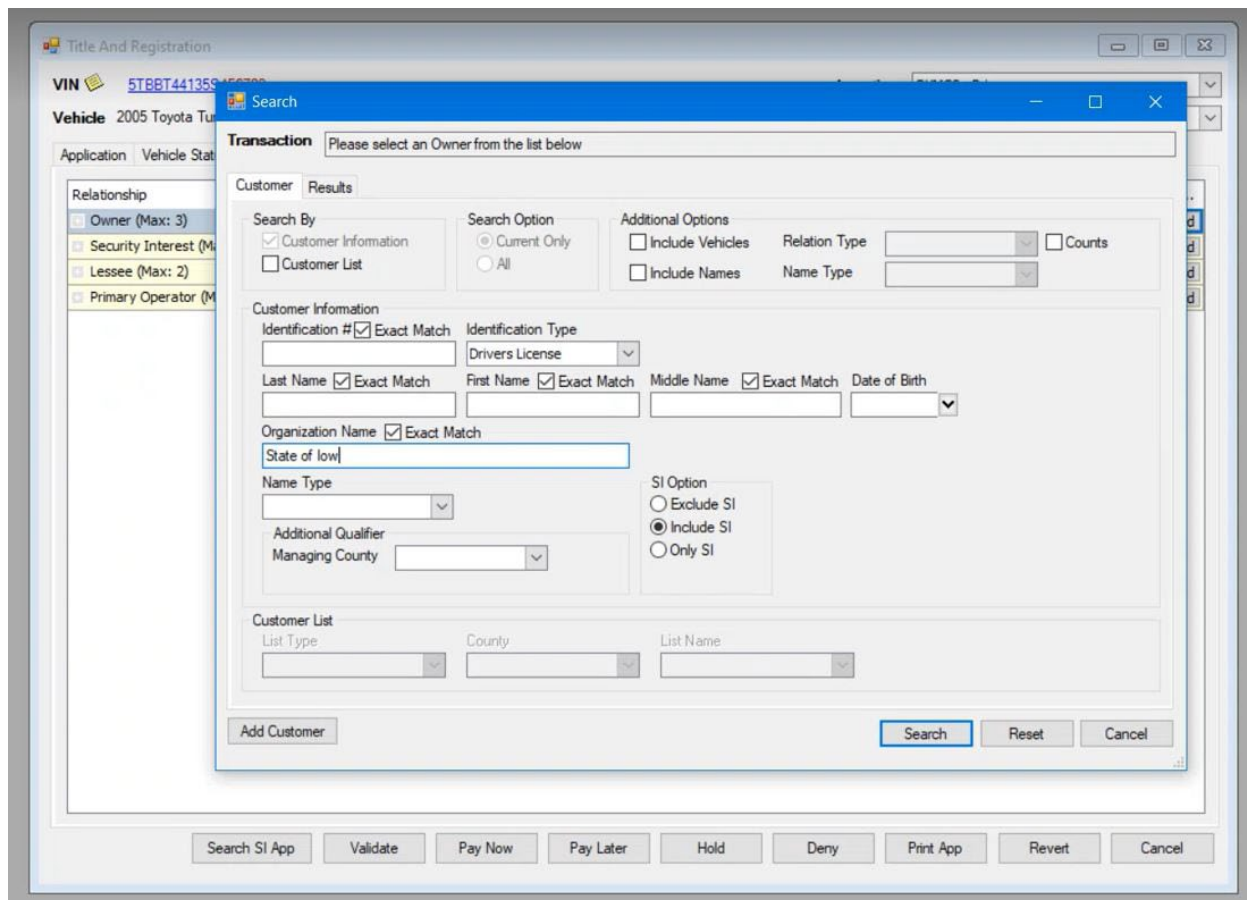 Title And Registration
VIN 5TBBT44135S
Vehicle 2005 Toyota
Application Vehicle
Search
Transaction Please select an Owner from the list below
Customer Results
Relationship
Owner (Max: 3)
Security Interest
Lessee (Max: 2)
Primary Operator
Search By
Customer Information
Customer List
Search Option
Current Only
All
Additional Options
Include Vehicles Relation Type Counts
Include Names Name Type
Customer Information
Identification # Exact Match Identification Type
Drivers License
Last Name Exact Match First Name Exact Match Middle Name Exact Match Date of Birth
Organization Name Exact Match
State of Iow
Name Type
Additional Qualifier
Managing County
SI Option
Exclude SI
Include SI
Only SI
Customer List
List Type County List Name
Add Customer Search Reset Cancel
Search SI App Validate Pay Now Pay Later Hold Deny Print App Revert Cancel